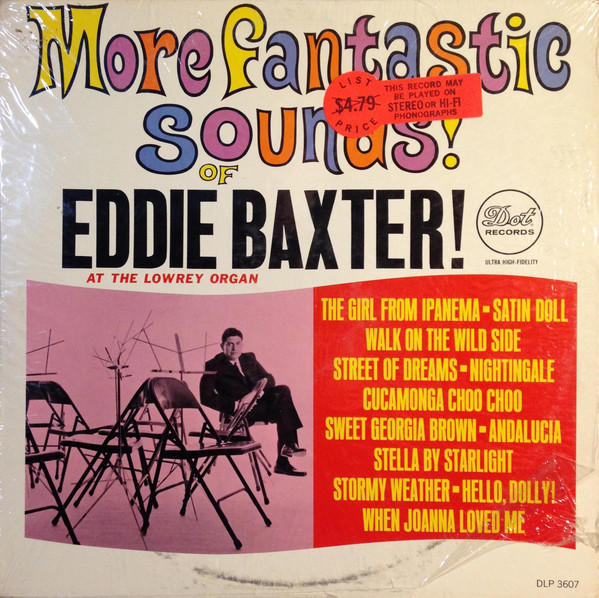 More fantastic
Sounds!
OF
EDDIE BAXTER!
AT THE LOWREY ORGAN
LIST
$4.79
PRICE
THIS RECORD MAY
BE PLAYED ON
STEREO OR HI-FI
PHONOGRAPHS
Dot
RECORDS
ULTRA HIGH-FIDELITY
THE GIRL FROM IPANEMA - SATIN DOLL
WALK ON THE WILD SIDE
STREET OF DREAMS - NIGHTINGALE
CUCAMONGA CHOO CHOO
SWEET GEORGIA BROWN - ANDALUCIA
STELLA BY STARLIGHT
STORMY WEATHER - HELLO, DOLLY!
WHEN JOANNA LOVED ME
DLP 3607